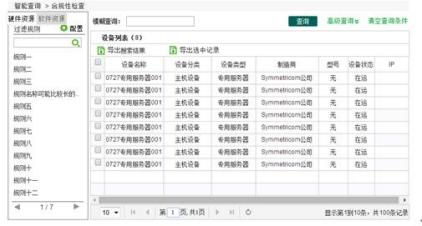 智能查询 > 合规性检查
硬件资源 软件资源
过滤规则 配置
规则一
规则二
规则三
规则名称可能比较长的..
规则五
规则六
规则七
规则八
规则九
规则十
规则十一
规则十二
1/7
模糊查询: 查询 高级查询 清空查询条件
设备列表 (8)
导出搜索结果 导出选中记录
设备名称 设备分类 设备类型 制造商 型号 设备状态 IP
0727专用服务器001 主机设备 专用服务器 Symmetricom公司 无 在运
0727专用服务器001 主机设备 专用服务器 Symmetricom公司 无 在运
0727专用服务器001 主机设备 专用服务器 Symmetricom公司 无 在运
0727专用服务器001 主机设备 专用服务器 Symmetricom公司 无 在运
0727专用服务器001 主机设备 专用服务器 Symmetricom公司 无 在运
0727专用服务器001 主机设备 专用服务器 Symmetricom公司 无 在运
0727专用服务器001 主机设备 专用服务器 Symmetricom公司 无 在运
0727专用服务器001 主机设备 专用服务器 Symmetricom公司 无 在运
10 第 1 页,共1页 显示第1到10条, 共100条记录